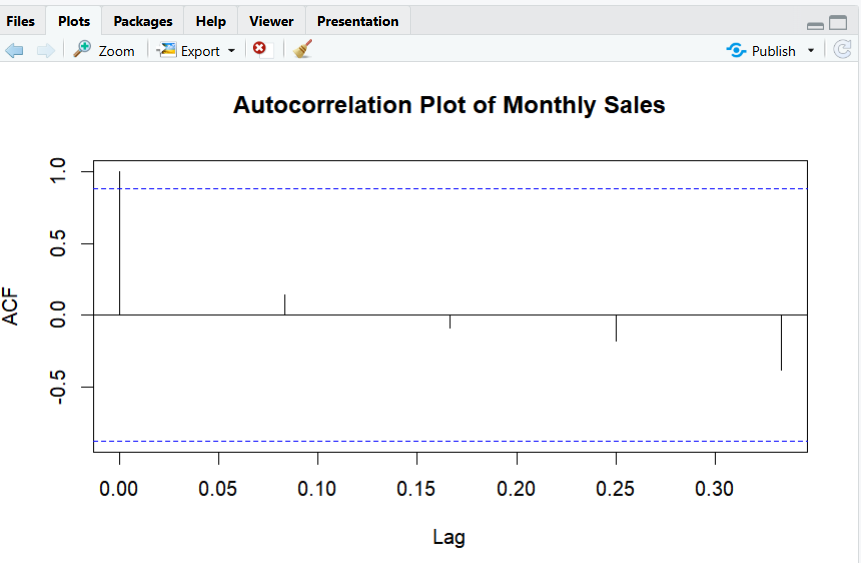 Files Plots Packages Help Viewer Presentation
Zoom Export Publish
Autocorrelation Plot of Monthly Sales
1.0
0.5
0.0
-0.5
ACF
0.00 0.05 0.10 0.15 0.20 0.25 0.30
Lag